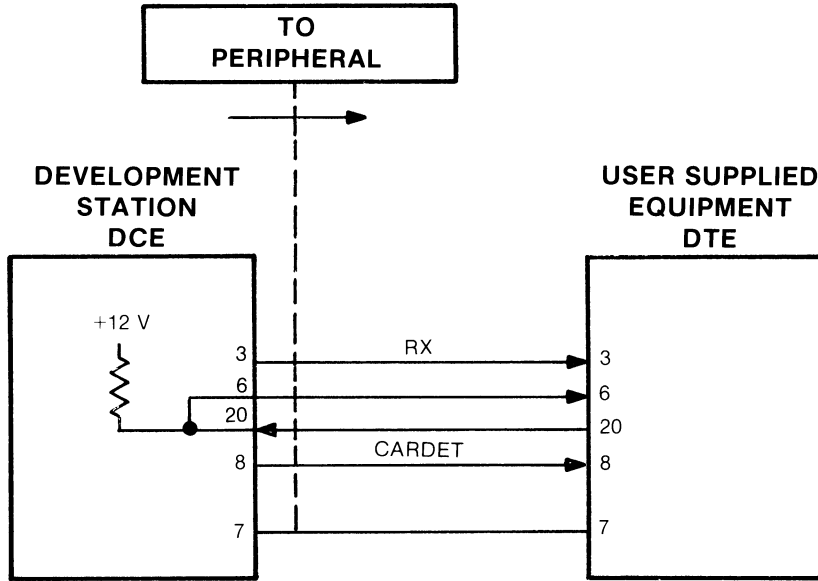 TO
PERIPHERAL
DEVELOPMENT
STATION
DCE
USER SUPPLIED
EQUIPMENT
DTE
+12 V
3
RX
3
6
6
20
20
8
CARDET
8
7
7